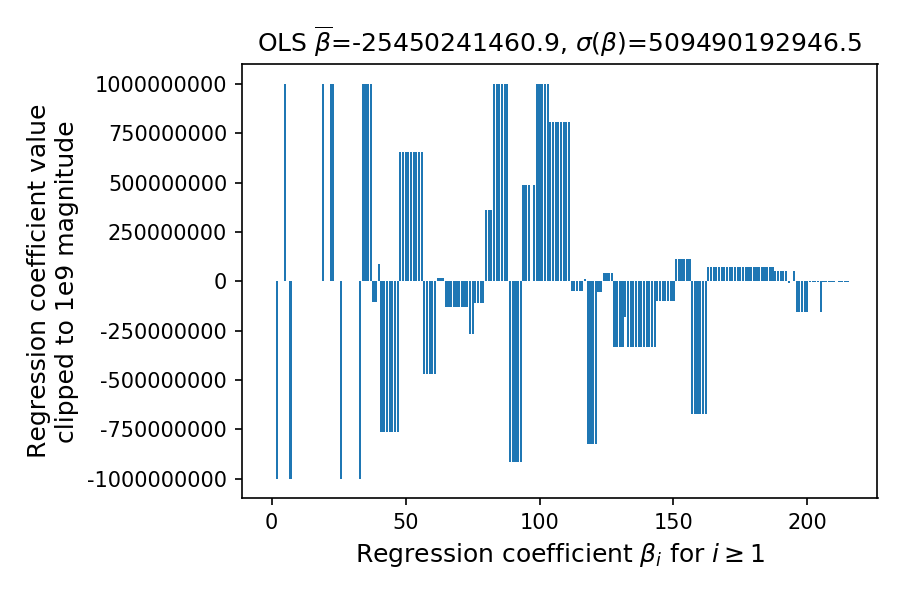 OLS β̅=-25450241460.9, σ(β)=509490192946.5
Regression coefficient value
clipped to 1e9 magnitude
1000000000
750000000
500000000
250000000
0
-250000000
-500000000
-750000000
-1000000000
0 50 100 150 200
Regression coefficient βᵢ for i ≥ 1